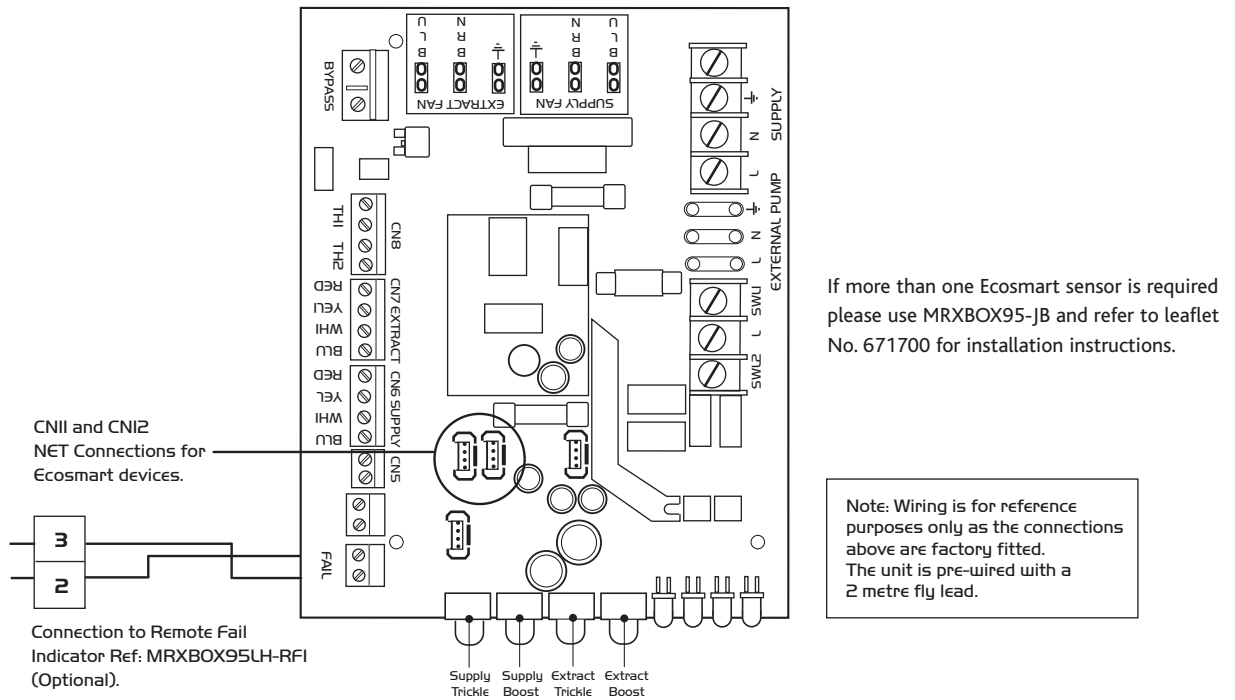 U
L
B
N
R
B
EXTRACT FAN
B
R
N
B
L
U
SUPPLY FAN
BYPASS
SUPPLY
N
L
EXTERNAL PUMP
N
L
SW1
L
SW2
TH1
TH2
CN8
RED
YELL
WHI
BLU
CN7 EXTRACT
RED
YEL
WHI
BLU
CN6 SUPPLY
CN5
FAIL
CN11 and CN12
NET Connections for
Ecosmart devices.
3
2
Connection to Remote Fail
Indicator Ref: MRXBOX95LH-RFI
(Optional).
Supply
Trickle
Supply
Boost
Extract
Trickle
Extract
Boost
If more than one Ecosmart sensor is required
please use MRXBOX95-JB and refer to leaflet
No. 671700 for installation instructions.
Note: Wiring is for reference
purposes only as the connections
above are factory fitted.
The unit is pre-wired with a
2 metre fly lead.